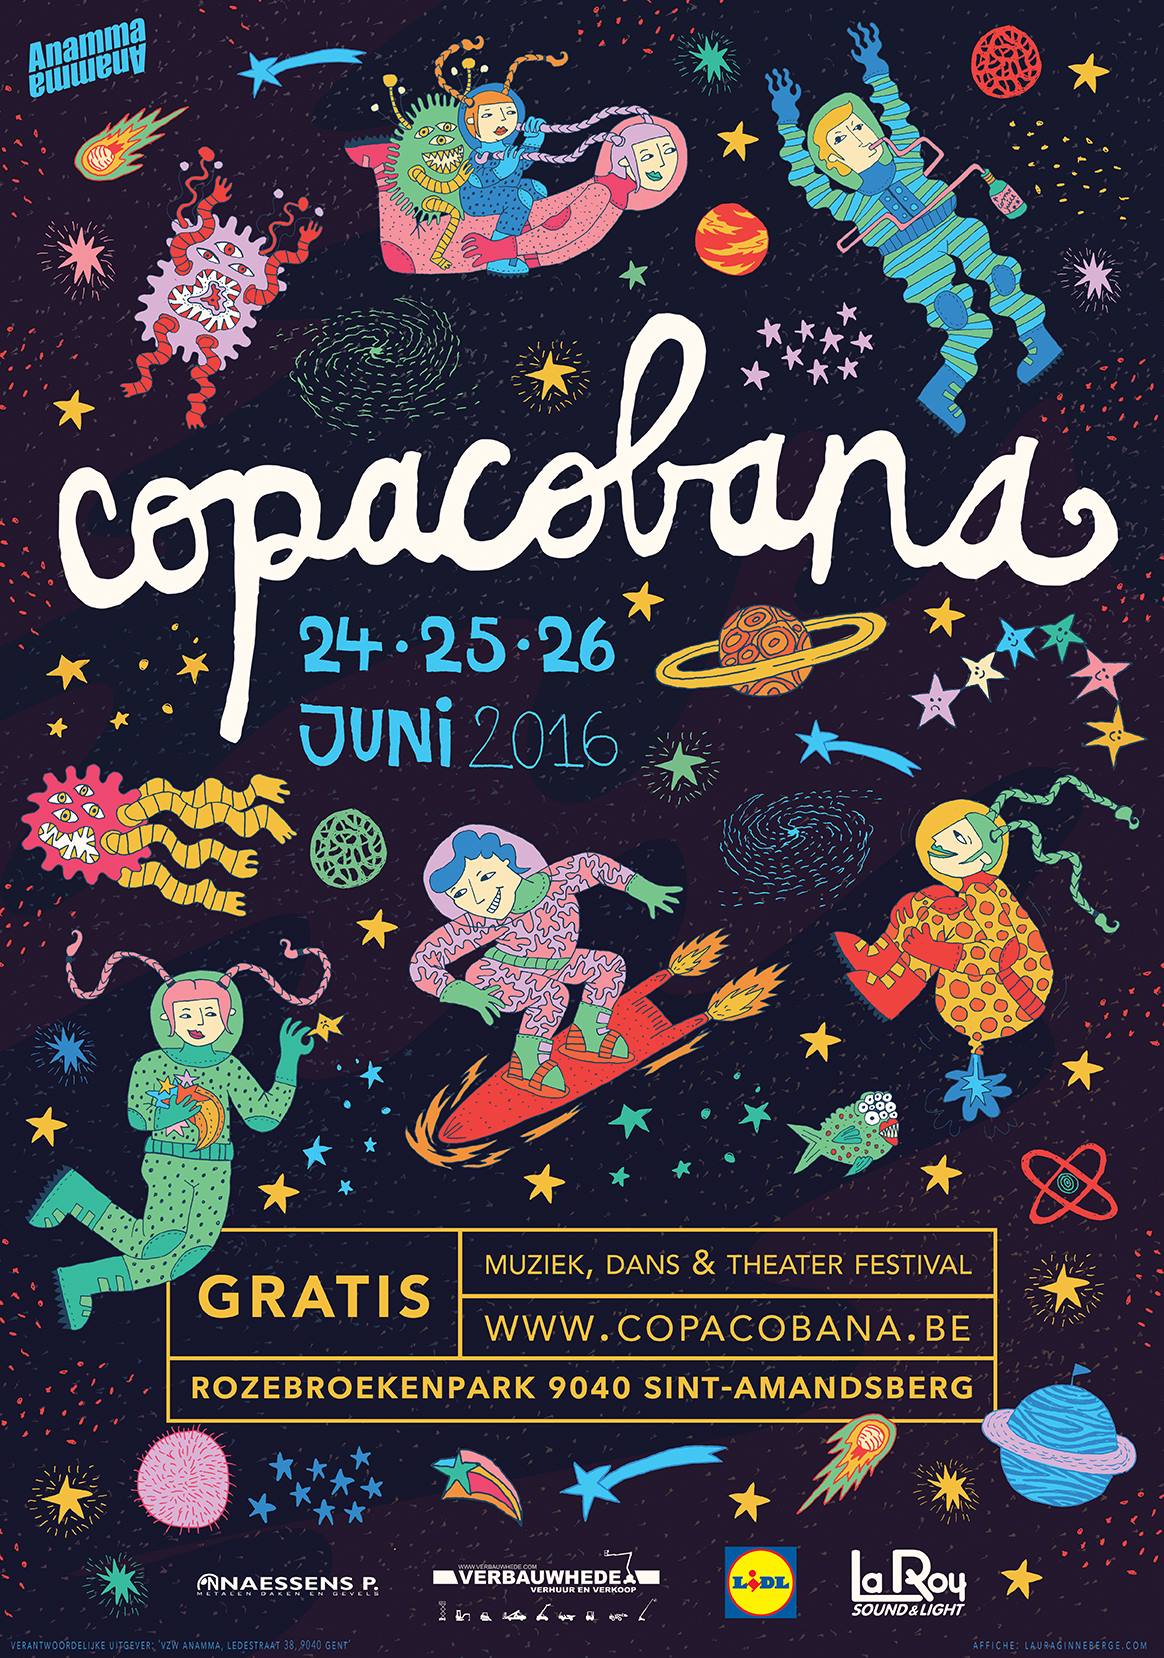 Anamma
Anamma
copacobana
24·25·26
JUNi 2016
GRATIS
MUZIEK, DANS & THEATER FESTIVAL
WWW.COPACOBANA.BE
ROZEBROEKENPARK 9040 SINT-AMANDSBERG
NAESSENS P.
METALEN DAKEN EN GEVELS
WWW.VERBAUWHEDE.COM
VERBAUWHEDE
VERHUUR EN VERKOOP
LiDL
La Roy
SOUND & LIGHT
VERANTWOORDELIJKE UITGEVER: 'VZW ANAMMA, LEDESTRAAT 38, 9040 GENT'
AFFICHE: LAURAGINNEBERGE.COM